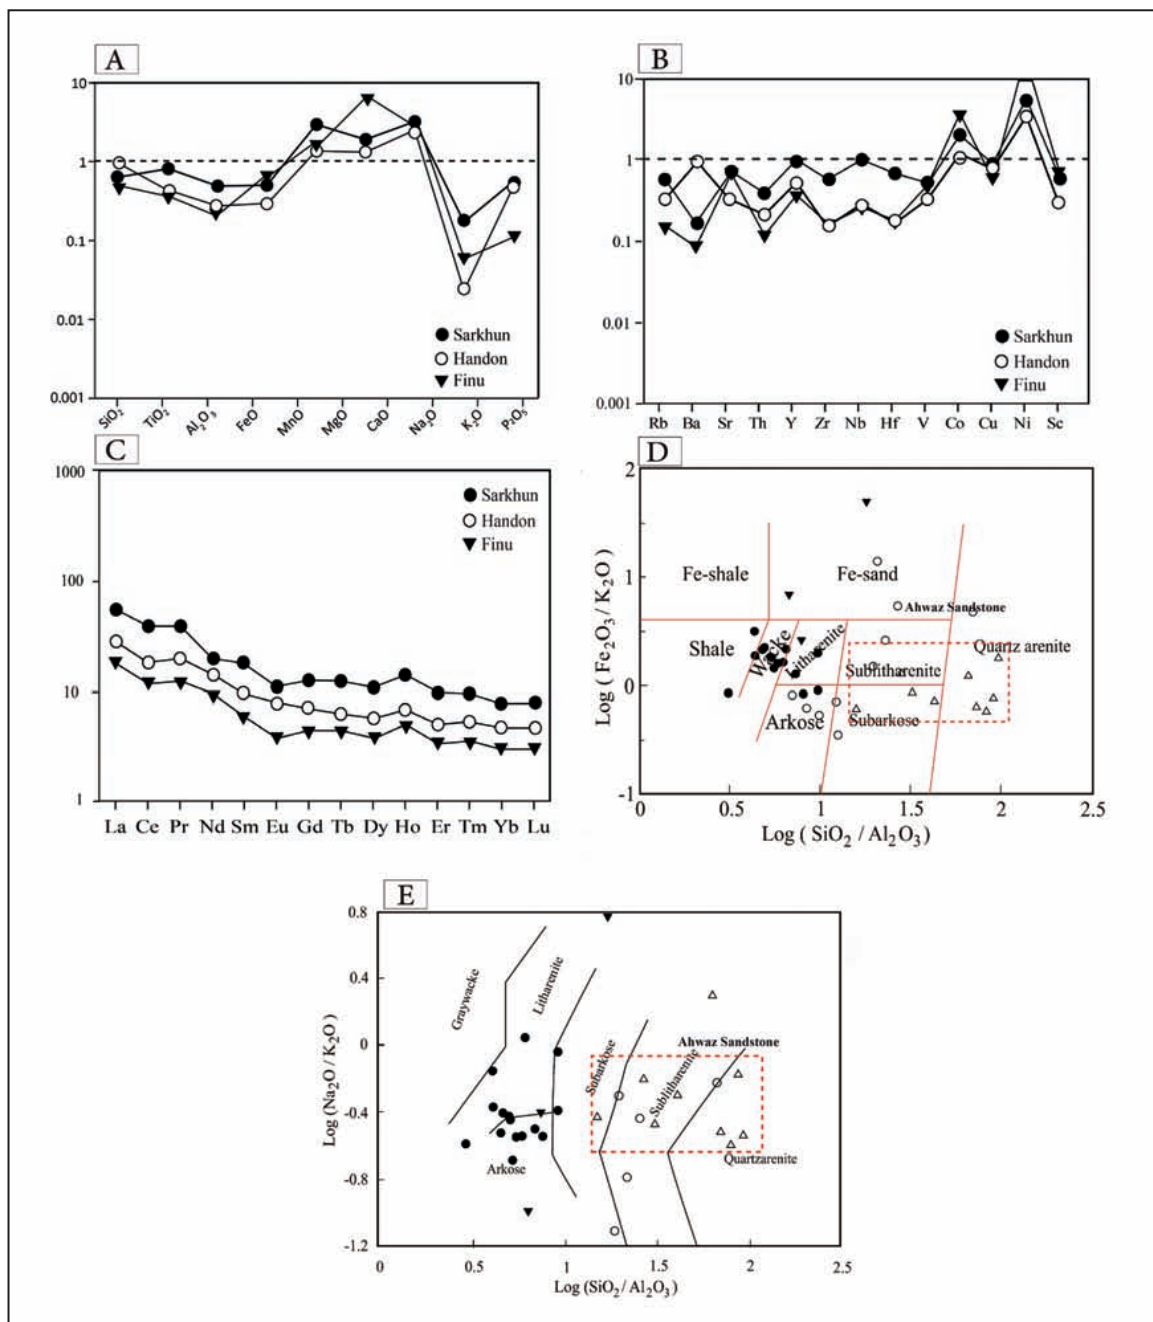 A
10
1
0.1
0.01
0.001
Sarkhun
Handon
Finu
SiO₂
TiO₂
Al₂O₃
FeO
MnO
MgO
CaO
Na₂O
K₂O
P₂O₅
B
10
1
0.1
0.01
0.001
Sarkhun
Handon
Finu
Rb Ba Sr Th Y Zr Nb Hf V Co Cu Ni Sc
C
1000
100
10
1
Sarkhun
Handon
Finu
La Ce Pr Nd Sm Eu Gd Tb Dy Ho Er Tm Yb Lu
D
Log ( Fe₂O₃ / K₂O )
2
1
0
-1
Fe-shale
Fe-sand
Ahwaz Sandstone
Shale
Wacke
Litharenite
Quartz arenite
Sublitharenite
Arkose
Subarkose
0 0.5 1.0 1.5 2.0 2.5
Log ( SiO₂ / Al₂O₃ )
E
Log (Na₂O / K₂O)
0.8
0.4
0
-0.4
-0.8
-1.2
Graywacke
Litharenite
Subarkose
Ahwaz Sandstone
Sublitharenite
Arkose
Quartzarenite
0 0.5 1 1.5 2.0 2.5
Log (SiO₂ / Al₂O₃)